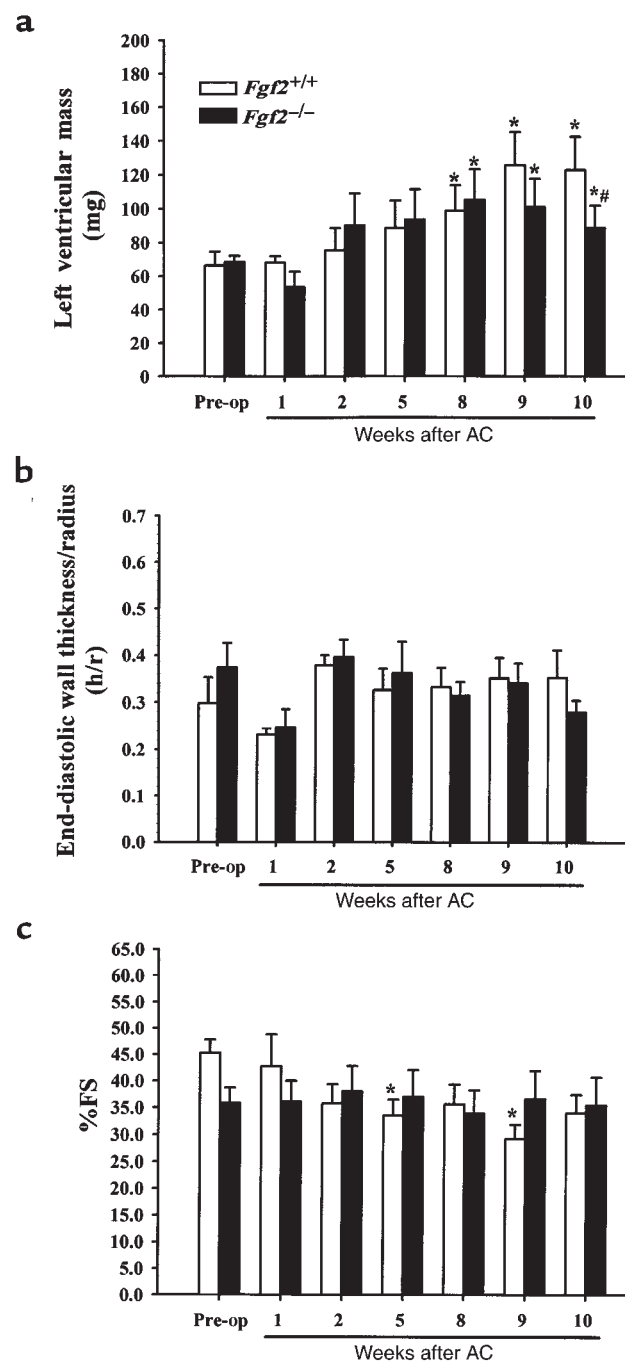 a
Left ventricular mass
(mg)
200
180
160
140
120
100
80
60
40
20
0
Fgf2+/+
Fgf2−/−
* * * * * *#
Pre-op 1 2 5 8 9 10
Weeks after AC
b
End-diastolic wall thickness/radius
(h/r)
0.7
0.6
0.5
0.4
0.3
0.2
0.1
0.0
Pre-op 1 2 5 8 9 10
Weeks after AC
c
%FS
65.0
60.0
55.0
50.0
45.0
40.0
35.0
30.0
25.0
20.0
15.0
10.0
5.0
0.0
* *
Pre-op 1 2 5 8 9 10
Weeks after AC